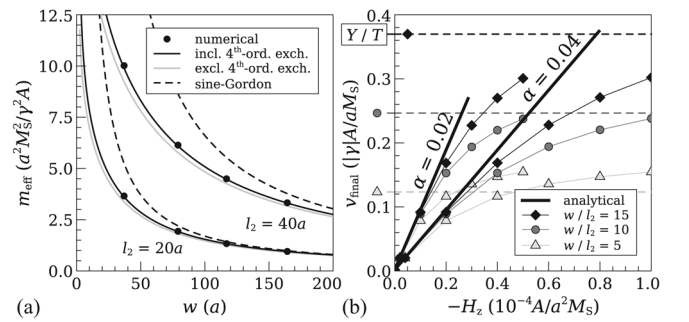 12.5
10.0
7.5
5.0
2.5
0.0
m_eff (a²M_S²/γ²A)
numerical
incl. 4th-ord. exch.
excl. 4th-ord. exch.
sine-Gordon
l₂ = 40a
l₂ = 20a
0 50 100 150 200
w (a)
(a)
0.4
Y / T
0.3
0.2
0.1
0.0
v_final (|γ|A/aM_S)
α = 0.02
α = 0.04
analytical
w / l₂ = 15
w / l₂ = 10
w / l₂ = 5
0.0 0.2 0.4 0.6 0.8 1.0
−H_z (10⁻⁴A/a²M_S)
(b)